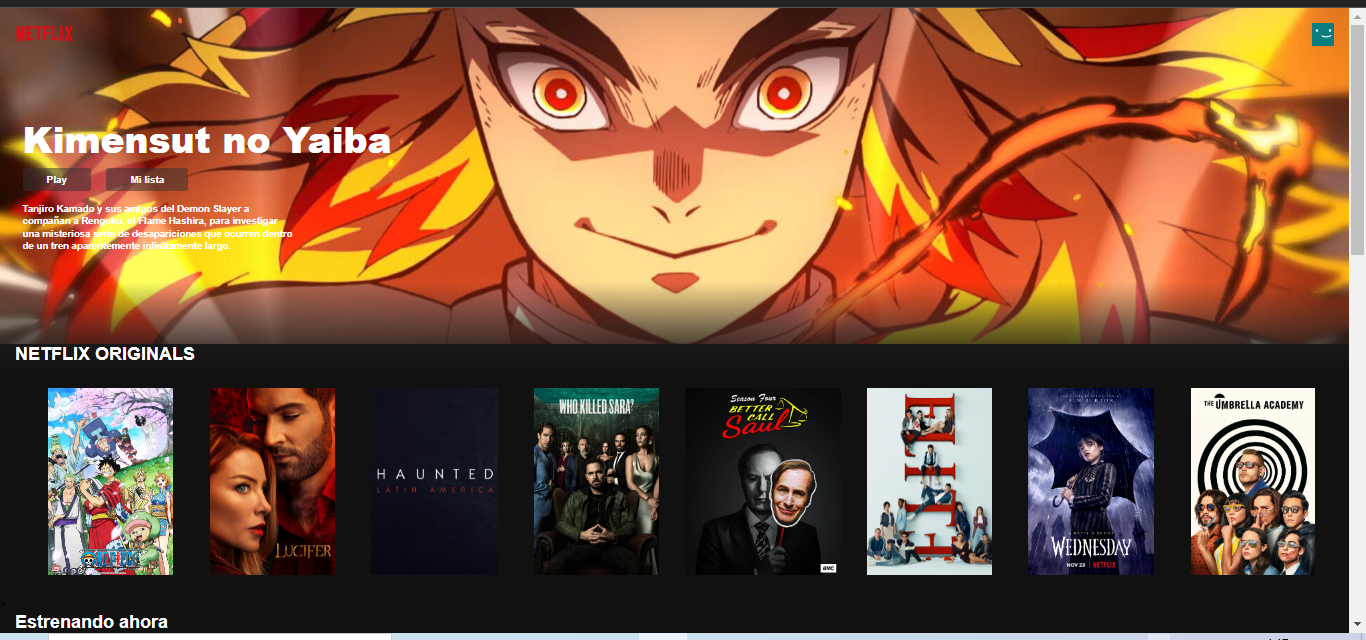 NETFLIX
Kimensut no Yaiba
Play
Mi lista
Tanjiro Kamado y sus amigos del Demon Slayer a
compañan a Rengoku, el Flame Hashira, para investigar
una misteriosa serie de desapariciones que ocurren dentro
de un tren aparentemente infinitamente largo.
NETFLIX ORIGINALS
LUCIFER
HAUNTED
LATIN AMERICA
WHO KILLED SARA?
Season Four
BETTER
CALL
Saul
AMC
ELITE
WEDNESDAY
NOV 23 | NETFLIX
THE UMBRELLA ACADEMY
Estrenando ahora